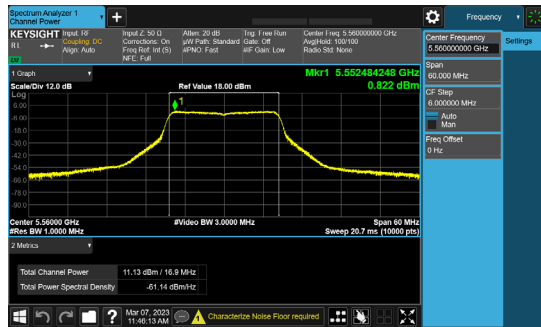 Spectrum Analyzer 1
Channel Power
Frequency
KEYSIGHT
Input: RF
Coupling: DC
Align: Auto
Input Z: 50 Ω
Corrections: On
Freq Ref: Int (S)
NFE: Full
Atten: 20 dB
µW Path: Standard
#PNO: Fast
Trig: Free Run
Gate: Off
#IF Gain: Low
Center Freq: 5.560000000 GHz
Avg|Hold: 100/100
Radio Std: None
Center Frequency
5.560000000 GHz
Settings
Span
60.000 MHz
CF Step
6.000000 MHz
Auto
Man
Freq Offset
0 Hz
1 Graph
Scale/Div 12.0 dB
Ref Value 18.00 dBm
Mkr1 5.552484248 GHz
0.822 dBm
Log
6.00
-6.00
-18.0
-30.0
-42.0
-54.0
-66.0
-78.0
-90.0
1
Center 5.56000 GHz
#Video BW 3.0000 MHz
Span 60 MHz
#Res BW 1.0000 MHz
Sweep 20.7 ms (10000 pts)
2 Metrics
Total Channel Power 11.13 dBm / 16.9 MHz
Total Power Spectral Density -61.14 dBm/Hz
Mar 07, 2023
11:46:13 AM
Characterize Noise Floor required